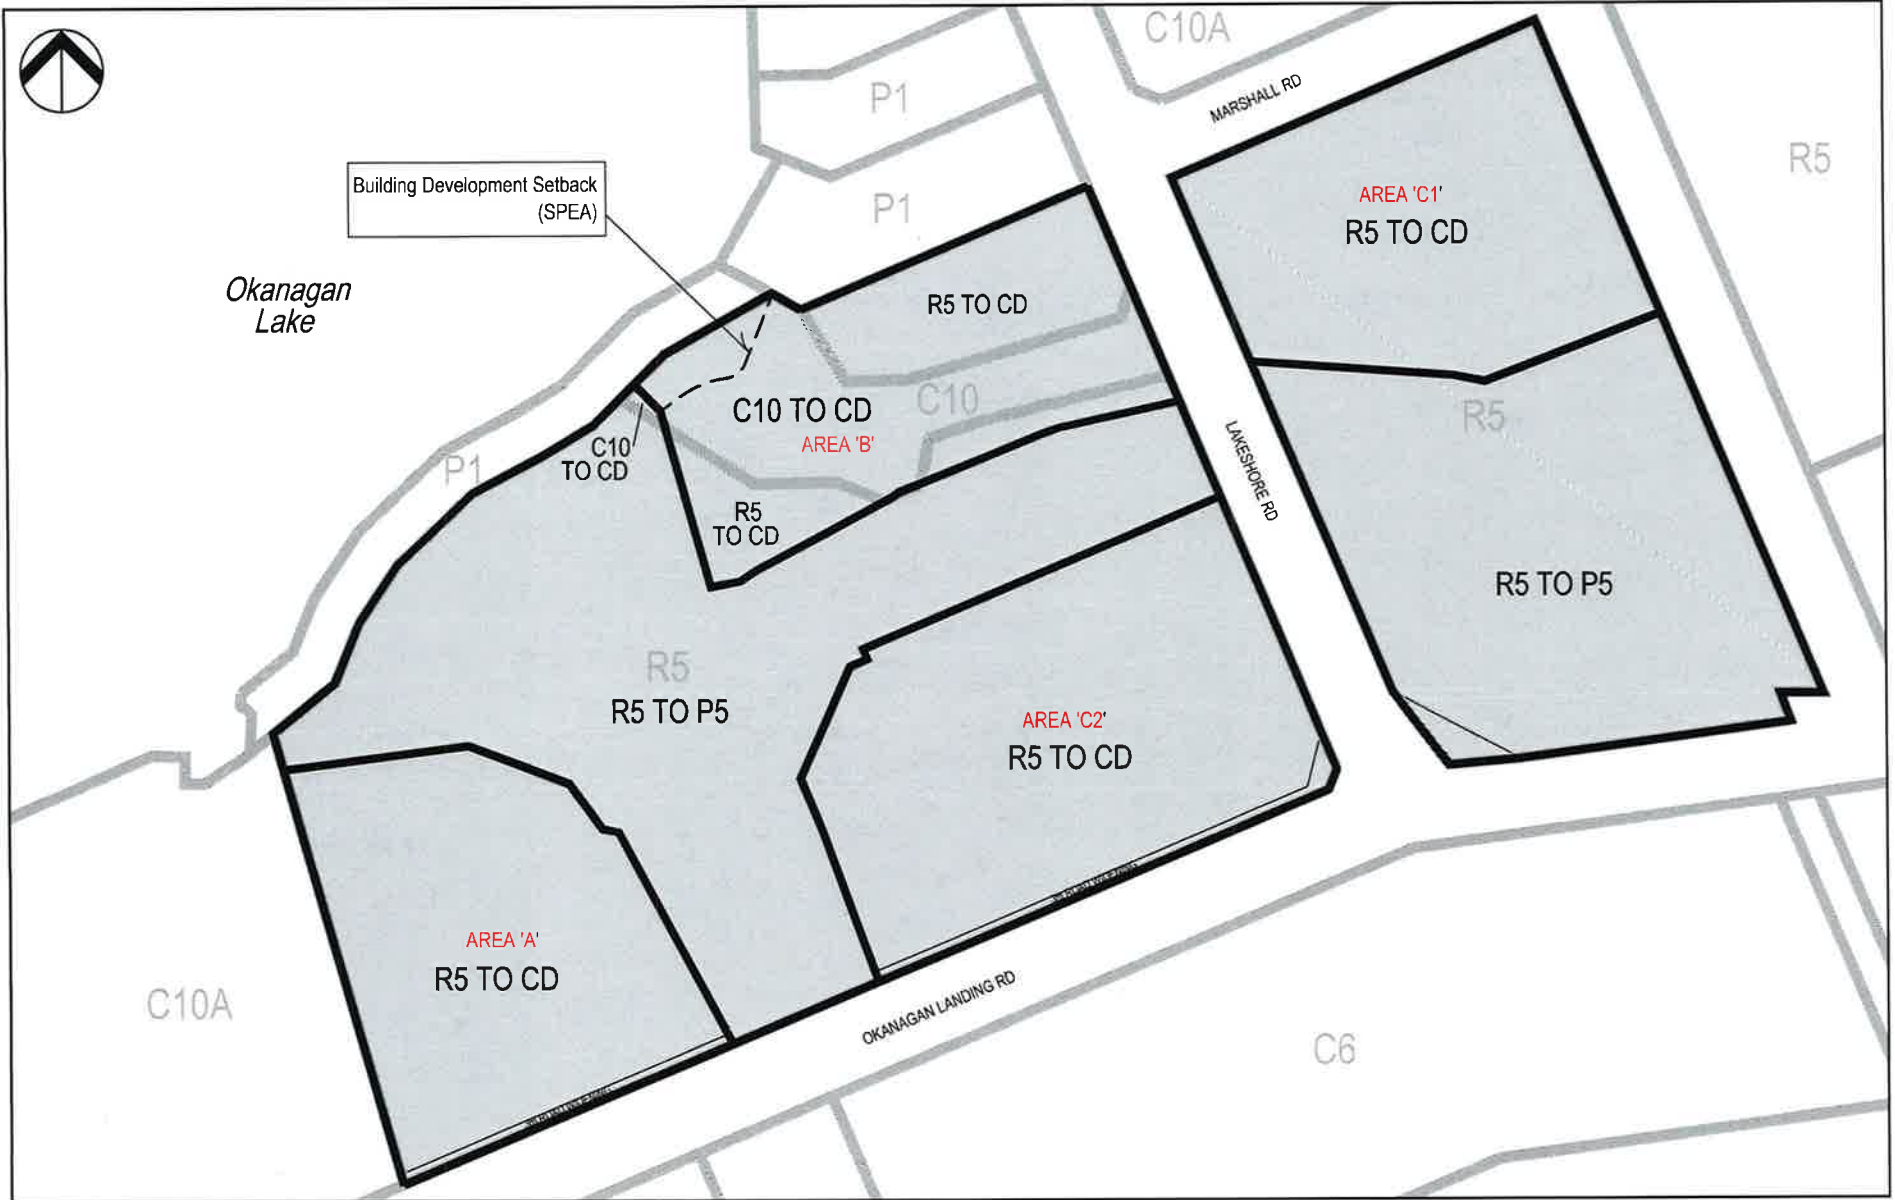 C10A
MARSHALL RD
P1
R5
Building Development Setback
(SPEA)
AREA 'C1'
R5 TO CD
P1
Okanagan
Lake
R5 TO CD
C10 TO CD
C10
AREA 'B'
R5
C10
TO CD
P1
LAKESHORE RD
R5
TO CD
R5 TO P5
R5
R5 TO P5
AREA 'C2'
R5 TO CD
AREA 'A'
R5 TO CD
C10A
OKANAGAN LANDING RD
C6